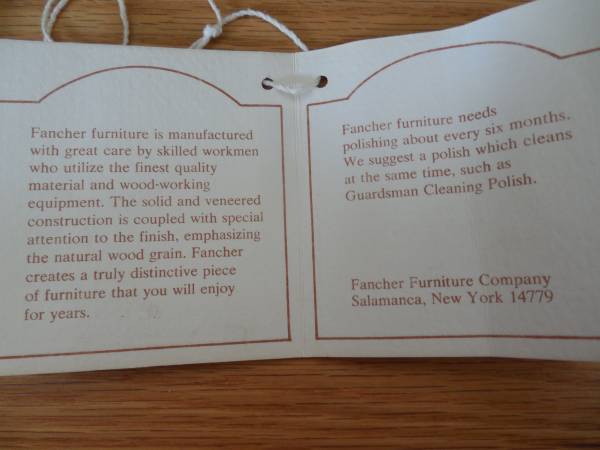 Fancher furniture is manufactured
with great care by skilled workmen
who utilize the finest quality
material and wood-working
equipment. The solid and veneered
construction is coupled with special
attention to the finish, emphasizing
the natural wood grain. Fancher
creates a truly distinctive piece
of furniture that you will enjoy
for years.
Fancher furniture needs
polishing about every six months.
We suggest a polish which cleans
at the same time, such as
Guardsman Cleaning Polish.
Fancher Furniture Company
Salamanca, New York 14779